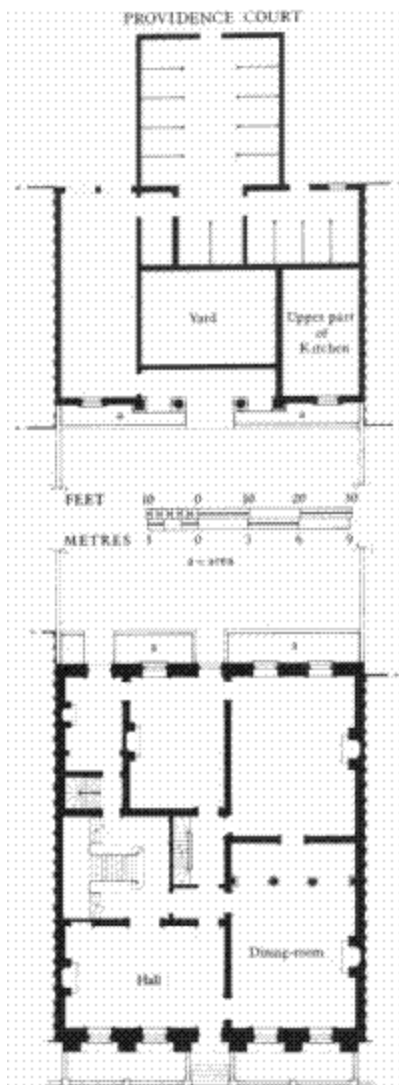 PROVIDENCE COURT
Yard
Upper part
of
Kitchen
a
a
FEET 10 0 10 20 30
METRES 3 0 3 6 9
a = area
a
a
Dining-room
Hall